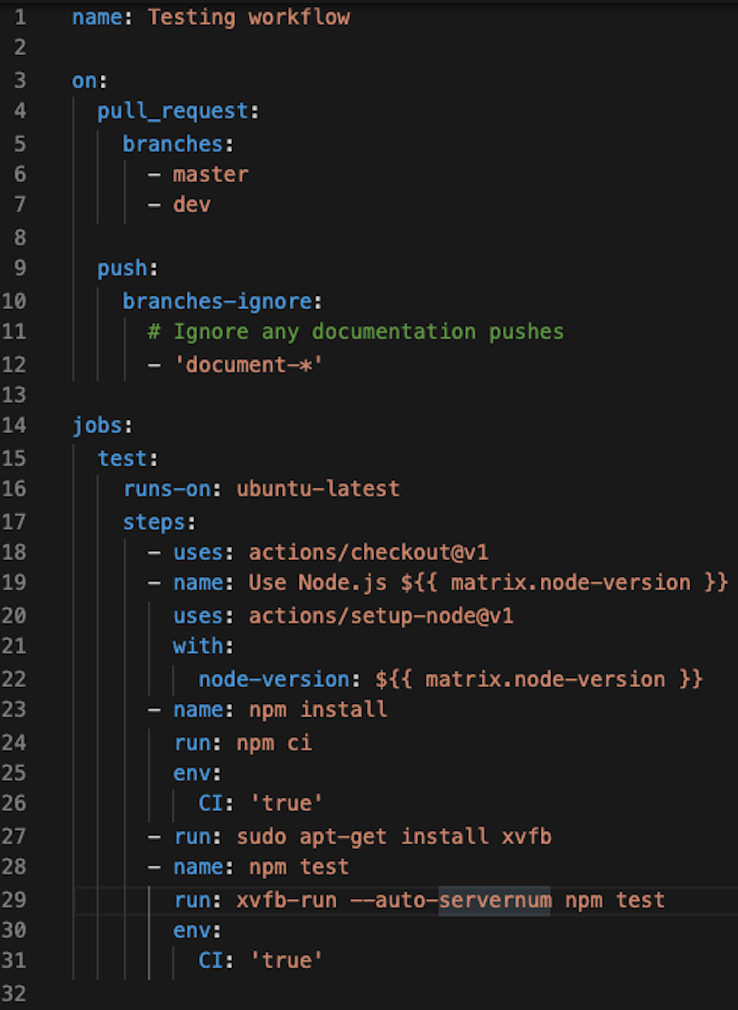 1 name: Testing workflow
2
3 on:
4   pull_request:
5     branches:
6       - master
7       - dev
8
9   push:
10     branches-ignore:
11       # Ignore any documentation pushes
12       - 'document-*'
13
14 jobs:
15   test:
16     runs-on: ubuntu-latest
17     steps:
18       - uses: actions/checkout@v1
19       - name: Use Node.js ${{ matrix.node-version }}
20         uses: actions/setup-node@v1
21         with:
22           node-version: ${{ matrix.node-version }}
23       - name: npm install
24         run: npm ci
25         env:
26           CI: 'true'
27       - run: sudo apt-get install xvfb
28       - name: npm test
29         run: xvfb-run --auto-servernum npm test
30         env:
31           CI: 'true'
32